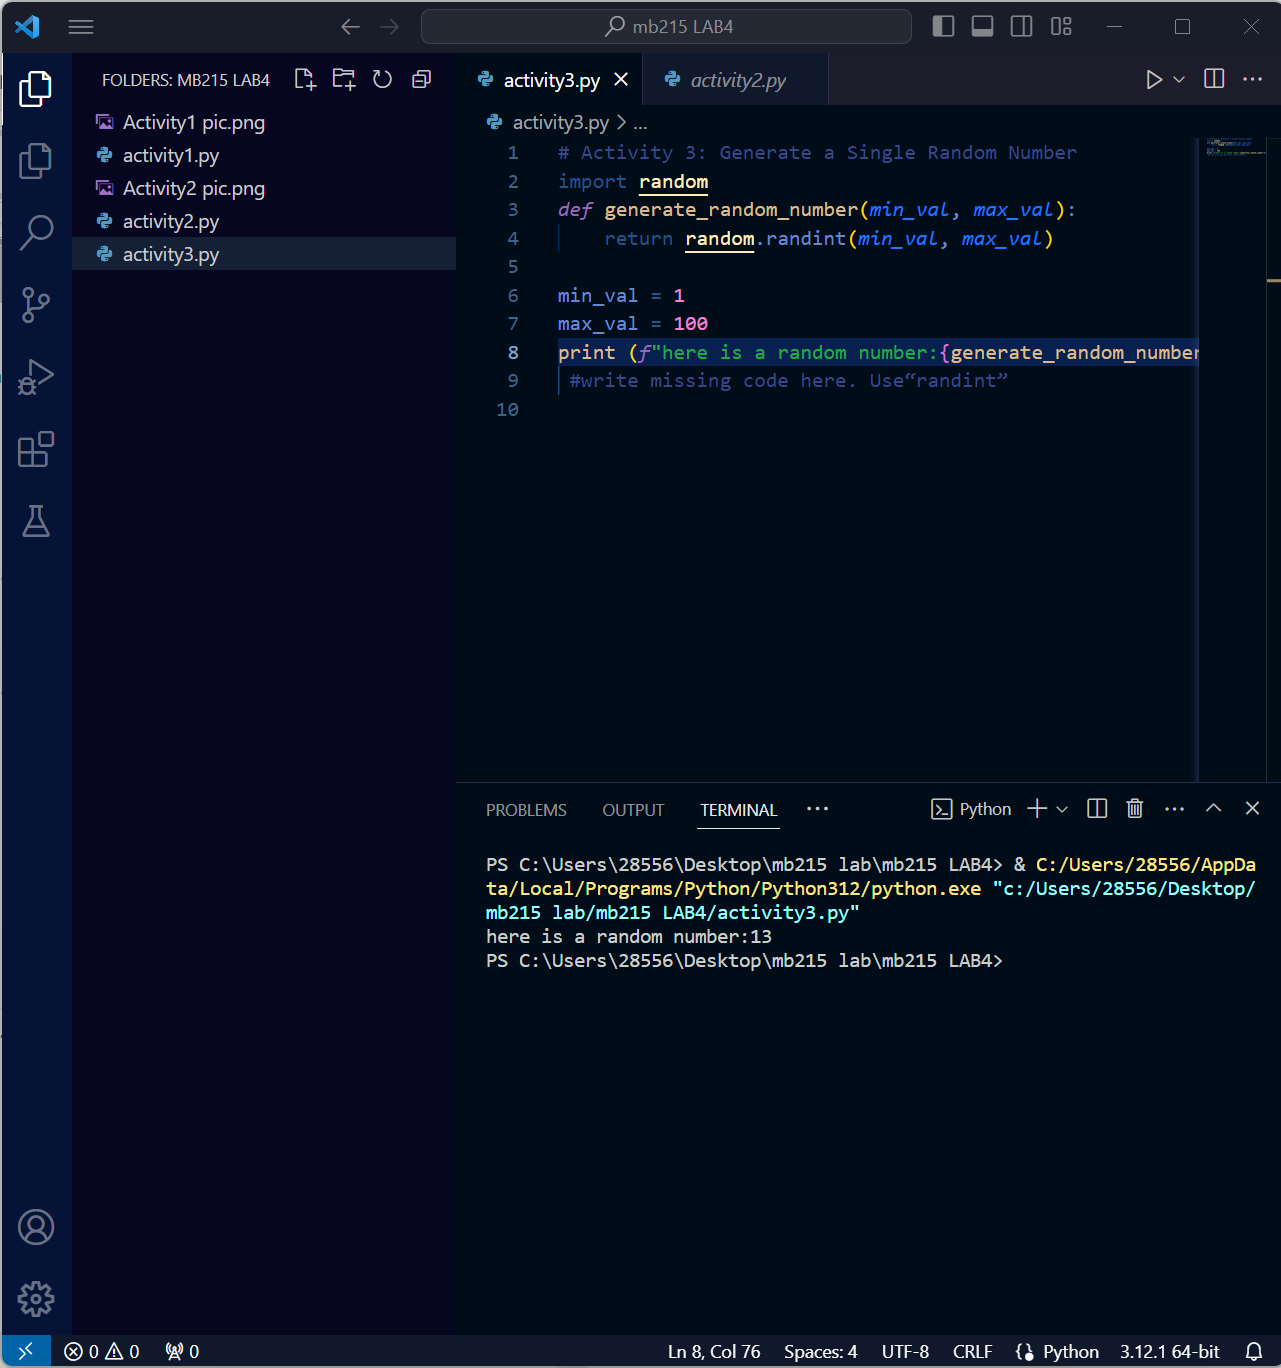 mb215 LAB4
FOLDERS: MB215 LAB4
Activity1 pic.png
activity1.py
Activity2 pic.png
activity2.py
activity3.py
activity3.py
activity2.py
activity3.py > ...
1 # Activity 3: Generate a Single Random Number
2 import random
3 def generate_random_number(min_val, max_val):
4 return random.randint(min_val, max_val)
5
6 min_val = 1
7 max_val = 100
8 print (f"here is a random number:{generate_random_number
9 #write missing code here. Use“randint”
10
PROBLEMS OUTPUT TERMINAL ... Python
PS C:\Users\28556\Desktop\mb215 lab\mb215 LAB4> & C:/Users/28556/AppDa
ta/Local/Programs/Python/Python312/python.exe "c:/Users/28556/Desktop/
mb215 lab/mb215 LAB4/activity3.py"
here is a random number:13
PS C:\Users\28556\Desktop\mb215 lab\mb215 LAB4>
0 0 0 Ln 8, Col 76 Spaces: 4 UTF-8 CRLF Python 3.12.1 64-bit